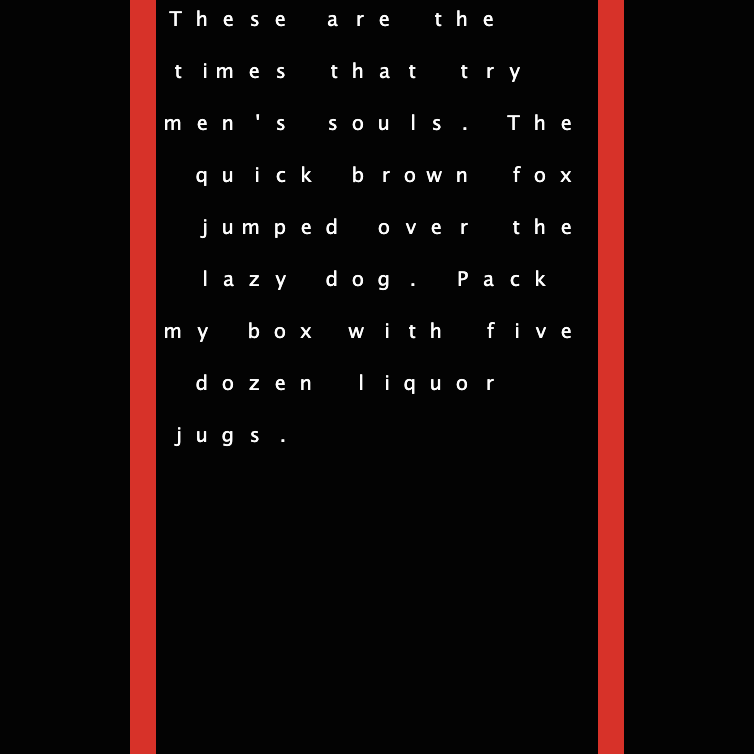 These are the
times that try
men's souls. The
quick brown fox
jumped over the
lazy dog. Pack
my box with five
dozen liquor
jugs.